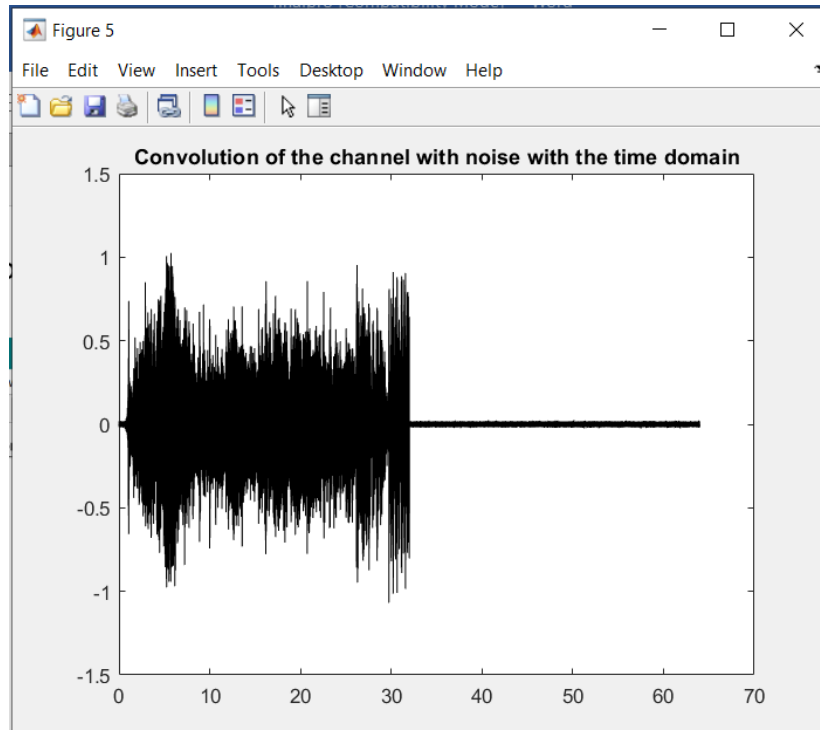 Figure 5
File Edit View Insert Tools Desktop Window Help
Convolution of the channel with noise with the time domain
1.5
1
0.5
0
-0.5
-1
-1.5
0 10 20 30 40 50 60 70